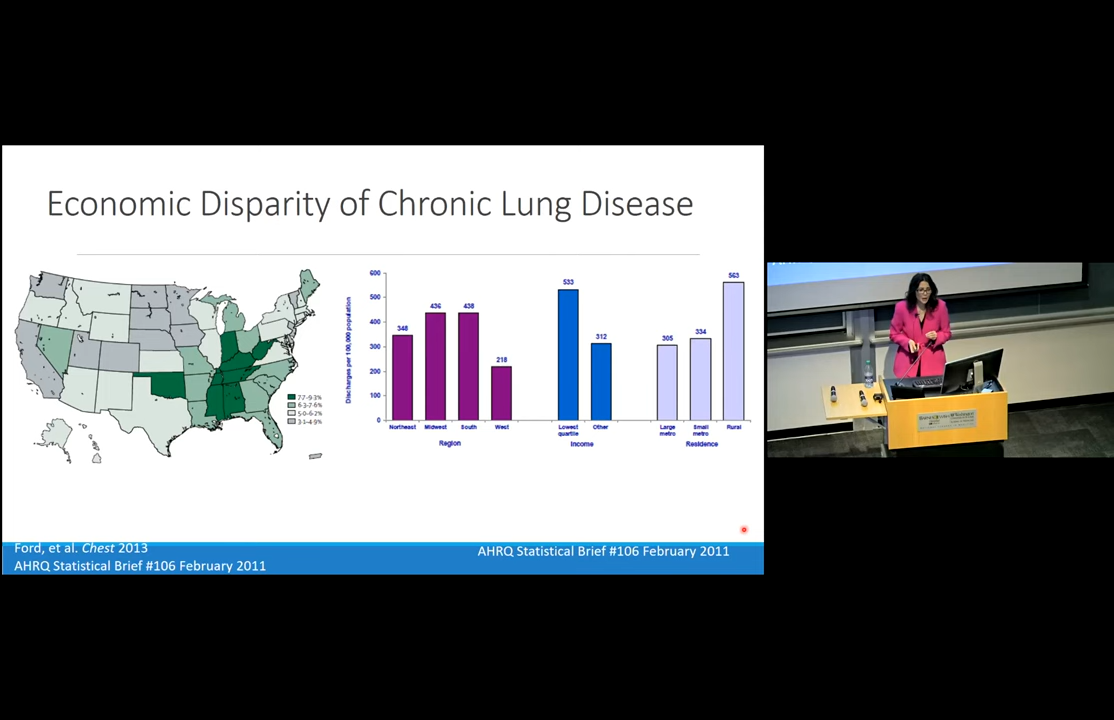 Economic Disparity of Chronic Lung Disease
7.7-9.3%
6.3-7.6%
5.0-6.2%
3.1-4.9%
Discharges per 100,000 population
600
500
400
300
200
100
0
348
436
438
218
533
312
305
334
563
Northeast Midwest South West
Lowest quartile Other
Large metro Small metro Rural
Region
Income
Residence
Ford, et al. Chest 2013
AHRQ Statistical Brief #106 February 2011
AHRQ Statistical Brief #106 February 2011